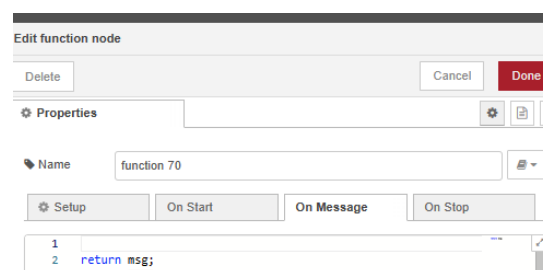 Edit function node
Delete
Cancel
Done
Properties
Name
function 70
Setup
On Start
On Message
On Stop
1
2 return msg;